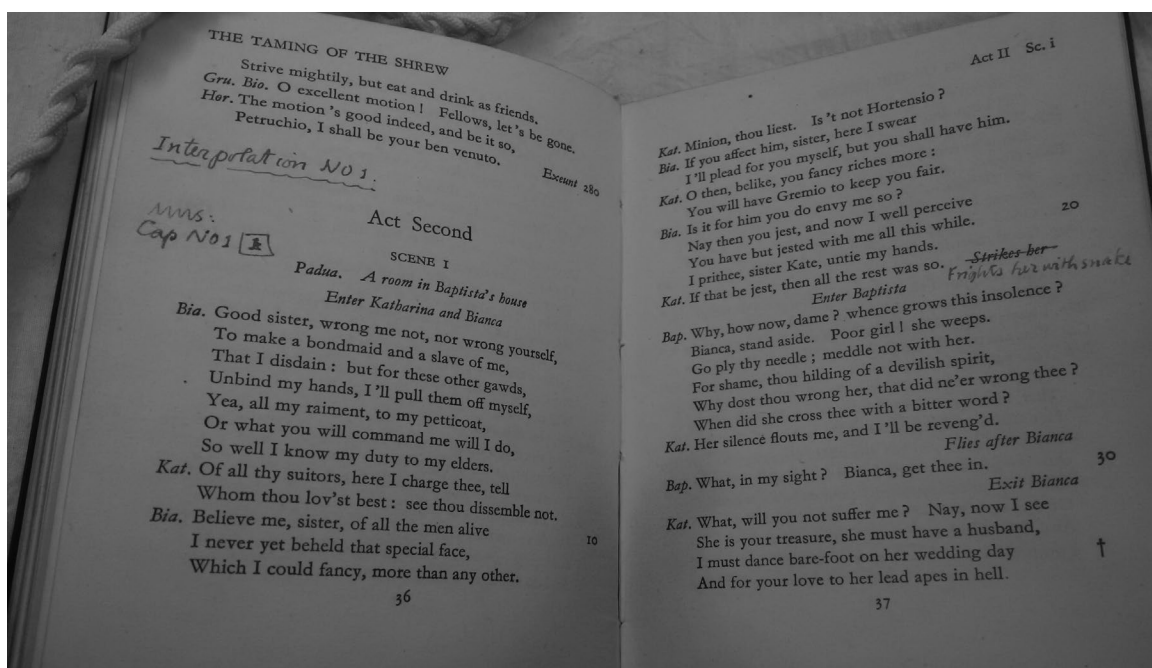 THE TAMING OF THE SHREW
Strive mightily, but eat and drink as friends.
Gru. Bio. O excellent motion! Fellows, let's be gone.
Hor. The motion 's good indeed, and be it so,
Petruchio, I shall be your ben venuto.
Exeunt 280
Interpolation NO 1.
Act Second
Cap No 1
SCENE I
Padua. A room in Baptista's house
Enter Katharina and Bianca
Bia. Good sister, wrong me not, nor wrong yourself,
To make a bondmaid and a slave of me,
That I disdain: but for these other gawds,
Unbind my hands, I'll pull them off myself,
Yea, all my raiment, to my petticoat,
Or what you will command me will I do,
So well I know my duty to my elders.
Kat. Of all thy suitors, here I charge thee, tell
Whom thou lov'st best: see thou dissemble not.
Bia. Believe me, sister, of all the men alive 10
I never yet beheld that special face,
Which I could fancy, more than any other.
36
Act II Sc. i
Kat. Minion, thou liest. Is 't not Hortensio?
Bia. If you affect him, sister, here I swear
I'll plead for you myself, but you shall have him.
Kat. O then, belike, you fancy riches more:
You will have Gremio to keep you fair.
Bia. Is it for him you do envy me so?
Nay then you jest, and now I well perceive 20
You have but jested with me all this while.
I prithee, sister Kate, untie my hands.
Kat. If that be jest, then all the rest was so. Strikes her
Frights her with snake
Enter Baptista
Bap. Why, how now, dame? whence grows this insolence?
Bianca, stand aside. Poor girl! she weeps.
Go ply thy needle; meddle not with her.
For shame, thou hilding of a devilish spirit,
Why dost thou wrong her, that did ne'er wrong thee?
When did she cross thee with a bitter word?
Kat. Her silence flouts me, and I'll be reveng'd.
Flies after Bianca
Bap. What, in my sight? Bianca, get thee in. 30
Exit Bianca
Kat. What, will you not suffer me? Nay, now I see
She is your treasure, she must have a husband,
I must dance bare-foot on her wedding day †
And for your love to her lead apes in hell.
37